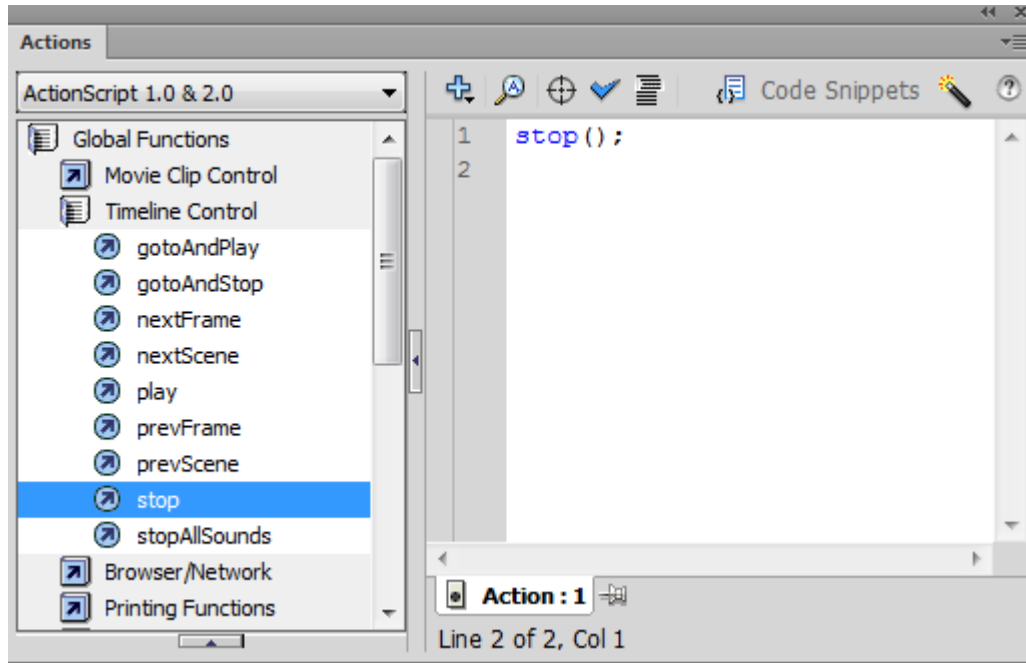 Actions
ActionScript 1.0 & 2.0
Global Functions
Movie Clip Control
Timeline Control
gotoAndPlay
gotoAndStop
nextFrame
nextScene
play
prevFrame
prevScene
stop
stopAllSounds
Browser/Network
Printing Functions
Code Snippets
1 stop();
2
Action : 1
Line 2 of 2, Col 1